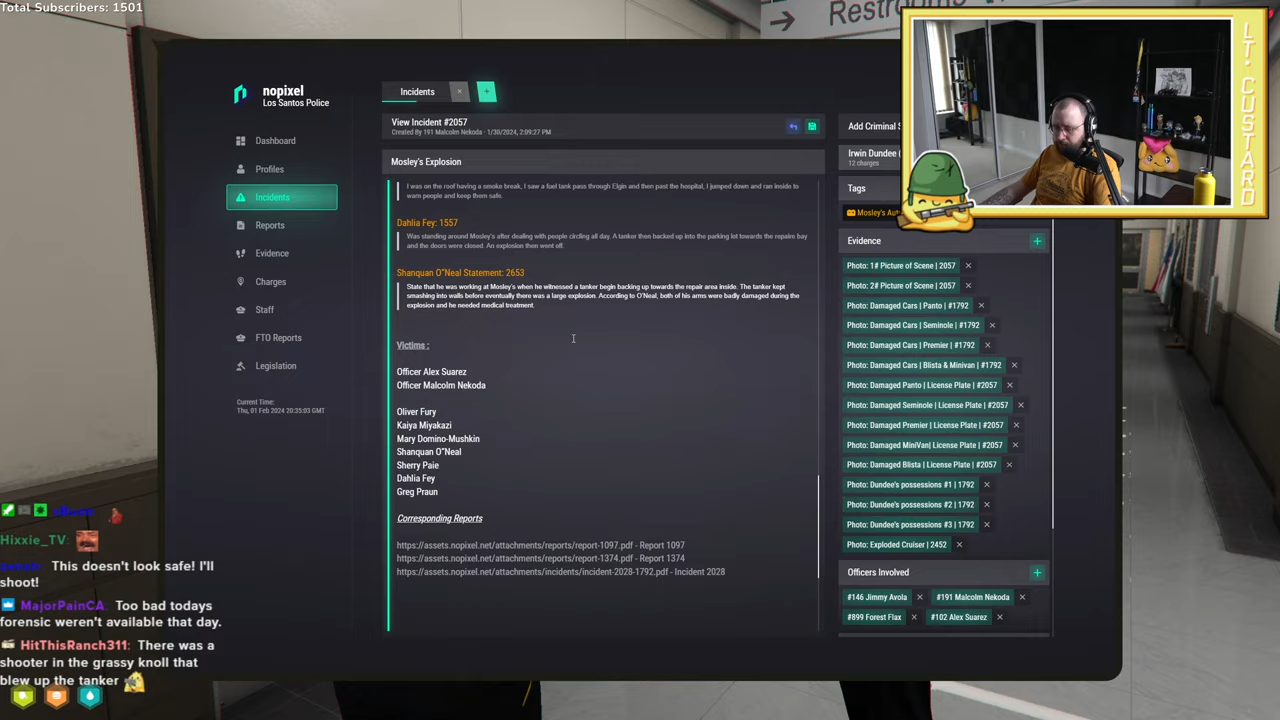 Total Subscribers: 1501
Restrooms
LT. CUSTARD
nopixel
Los Santos Police
Dashboard
Profiles
Incidents
Reports
Evidence
Charges
Staff
FTO Reports
Legislation
Current Time:
Thu, 01 Feb 2024 20:35:03 GMT
Incidents
View Incident #2057
Created By 191 Malcolm Nekoda · 1/30/2024, 2:09:27 PM
Mosley's Explosion
I was on the roof having a smoke break, I saw a fuel tank pass through Elgin and then past the hospital, I jumped down and ran inside to
warn people and keep them safe.
Dahlia Fey: 1557
Was standing around Mosley's after dealing with people circling all day. A tanker then backed up into the parking lot towards the repaire bay
and the doors were closed. An explosion then went off.
Shanquan O"Neal Statement: 2653
State that he was working at Mosley's when he witnessed a tanker begin backing up towards the repair area inside. The tanker kept
smashing into walls before eventually there was a large explosion. According to O'Neal, both of his arms were badly damaged during the
explosion and he needed medical treatment.
Victims :
Officer Alex Suarez
Officer Malcolm Nekoda
Oliver Fury
Kaiya Miyakazi
Mary Domino-Mushkin
Shanquan O"Neal
Sherry Paie
Dahlia Fey
Greg Praun
Corresponding Reports
https://assets.nopixel.net/attachments/reports/report-1097.pdf - Report 1097
https://assets.nopixel.net/attachments/reports/report-1374.pdf - Report 1374
https://assets.nopixel.net/attachments/incidents/incident-2028-1792.pdf - Incident 2028
Add Criminal S
Irwin Dundee (
12 charges
Tags
Mosley's Au
Evidence
Photo: 1# Picture of Scene | 2057
Photo: 2# Picture of Scene | 2057
Photo: Damaged Cars | Panto | #1792
Photo: Damaged Cars | Seminole | #1792
Photo: Damaged Cars | Premier | #1792
Photo: Damaged Cars | Blista & Minivan | #1792
Photo: Damaged Panto | License Plate | #2057
Photo: Damaged Seminole | License Plate | #2057
Photo: Damaged Premier | License Plate | #2057
Photo: Damaged MiniVan| License Plate | #2057
Photo: Damaged Blista | License Plate | #2057
Photo: Dundee's possessions #1 | 1792
Photo: Dundee's possessions #2 | 1792
Photo: Dundee's possessions #3 | 1792
Photo: Exploded Cruiser | 2452
Officers Involved
#146 Jimmy Avola
#191 Malcolm Nekoda
#899 Forest Flax
#102 Alex Suarez
Hixxie_TV:
This doesn't look safe! I'll
shoot!
MajorPainCA: Too bad todays
forensic weren't available that day.
HitThisRanch311: There was a
shooter in the grassy knoll that
blew up the tanker